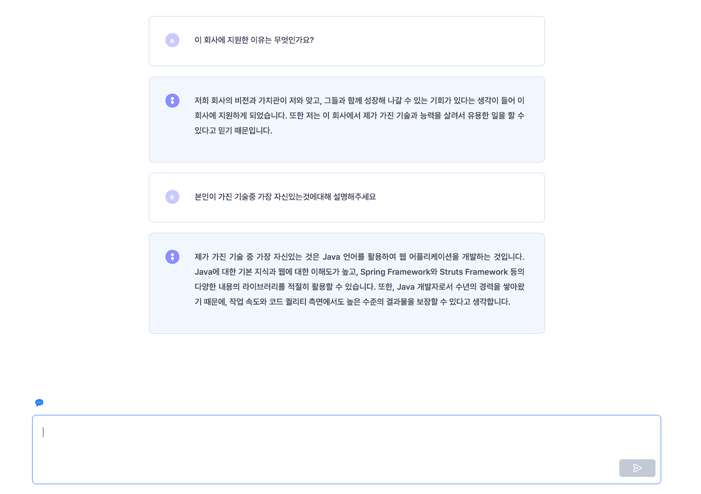 이 회사에 지원한 이유는 무엇인가요?
저희 회사의 비전과 가치관이 저와 맞고, 그들과 함께 성장해 나갈 수 있는 기회가 있다는 생각이 들어 이
회사에 지원하게 되었습니다. 또한 저는 이 회사에서 제가 가진 기술과 능력을 살려서 유용한 일을 할 수
있다고 믿기 때문입니다.
본인이 가진 기술중 가장 자신있는것에대해 설명해주세요
제가 가진 기술 중 가장 자신있는 것은 Java 언어를 활용하여 웹 어플리케이션을 개발하는 것입니다.
Java에 대한 기본 지식과 웹에 대한 이해도가 높고, Spring Framework와 Struts Framework 등의
다양한 내용의 라이브러리를 적절히 활용할 수 있습니다. 또한, Java 개발자로서 수년의 경력을 쌓아왔
기 때문에, 작업 속도와 코드 퀄리티 측면에서도 높은 수준의 결과물을 보장할 수 있다고 생각합니다.